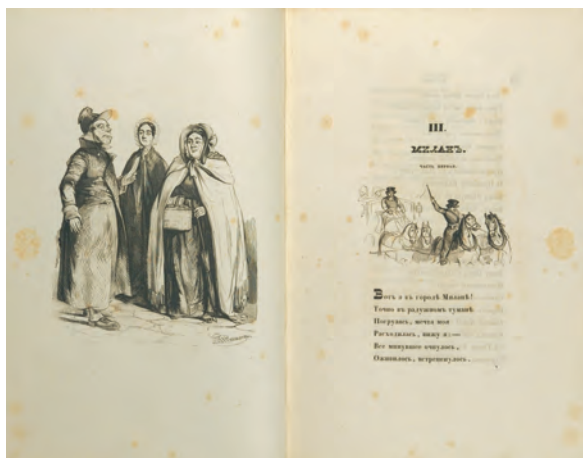 III.
МИЛАНЪ.
ЧАСТЬ ПЕРВАЯ.
Вотъ я въ городѣ Миланѣ!
Точно въ радужномъ туманѣ
Погрузясь, мечта моя
Расходилась, вижу я: —
Все минувшее очнулось,
Оживилось, встрепенулось.